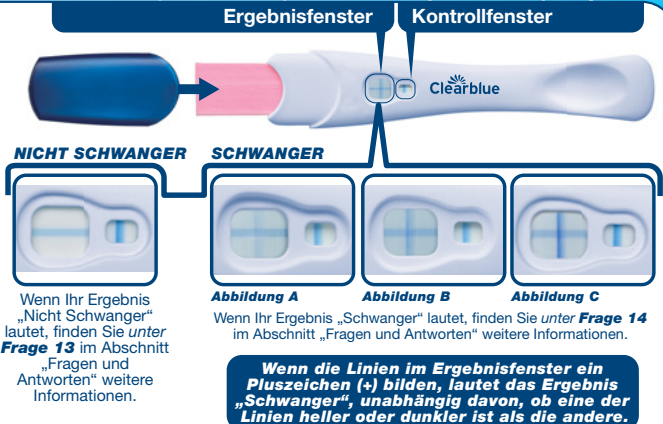 Ergebnisfenster
Kontrollfenster
Clearblue
NICHT SCHWANGER
SCHWANGER
Wenn Ihr Ergebnis
„Nicht Schwanger“
lautet, finden Sie unter
Frage 13 im Abschnitt
„Fragen und
Antworten“ weitere
Informationen.
Abbildung A
Abbildung B
Abbildung C
Wenn Ihr Ergebnis „Schwanger“ lautet, finden Sie unter Frage 14
im Abschnitt „Fragen und Antworten“ weitere Informationen.
Wenn die Linien im Ergebnisfenster ein
Pluszeichen (+) bilden, lautet das Ergebnis
„Schwanger“, unabhängig davon, ob eine der
Linien heller oder dunkler ist als die andere.